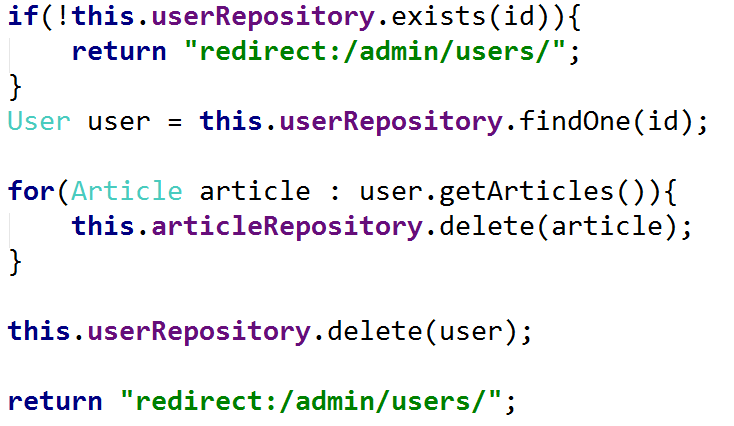 if(!this.userRepository.exists(id)){
    return "redirect:/admin/users/";
}
User user = this.userRepository.findOne(id);

for(Article article : user.getArticles()){
    this.articleRepository.delete(article);
}

this.userRepository.delete(user);

return "redirect:/admin/users/";